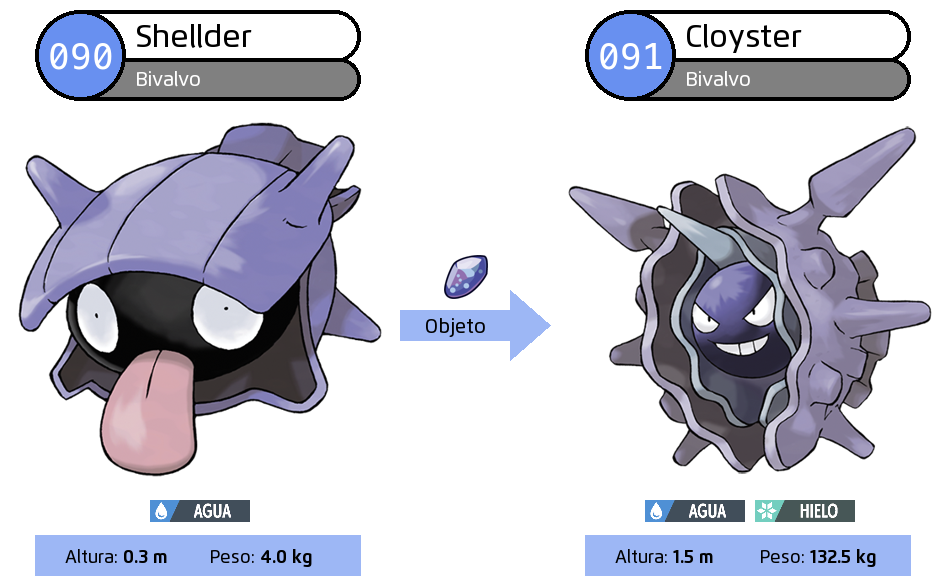 090 Shellder
Bivalvo
091 Cloyster
Bivalvo
Objeto
AGUA
AGUA HIELO
Altura: 0.3 m Peso: 4.0 kg
Altura: 1.5 m Peso: 132.5 kg